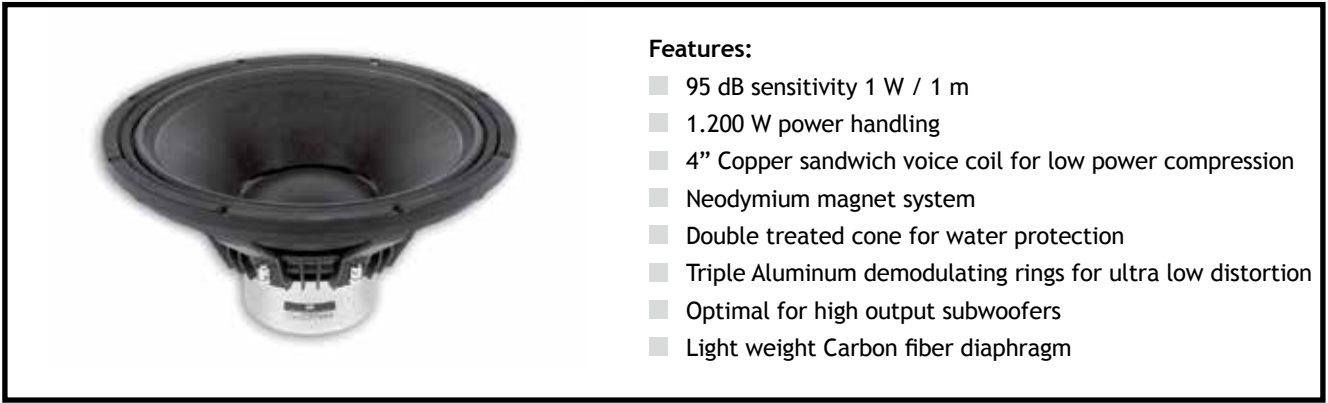 Features:
95 dB sensitivity 1 W / 1 m
1.200 W power handling
4” Copper sandwich voice coil for low power compression
Neodymium magnet system
Double treated cone for water protection
Triple Aluminum demodulating rings for ultra low distortion
Optimal for high output subwoofers
Light weight Carbon fiber diaphragm